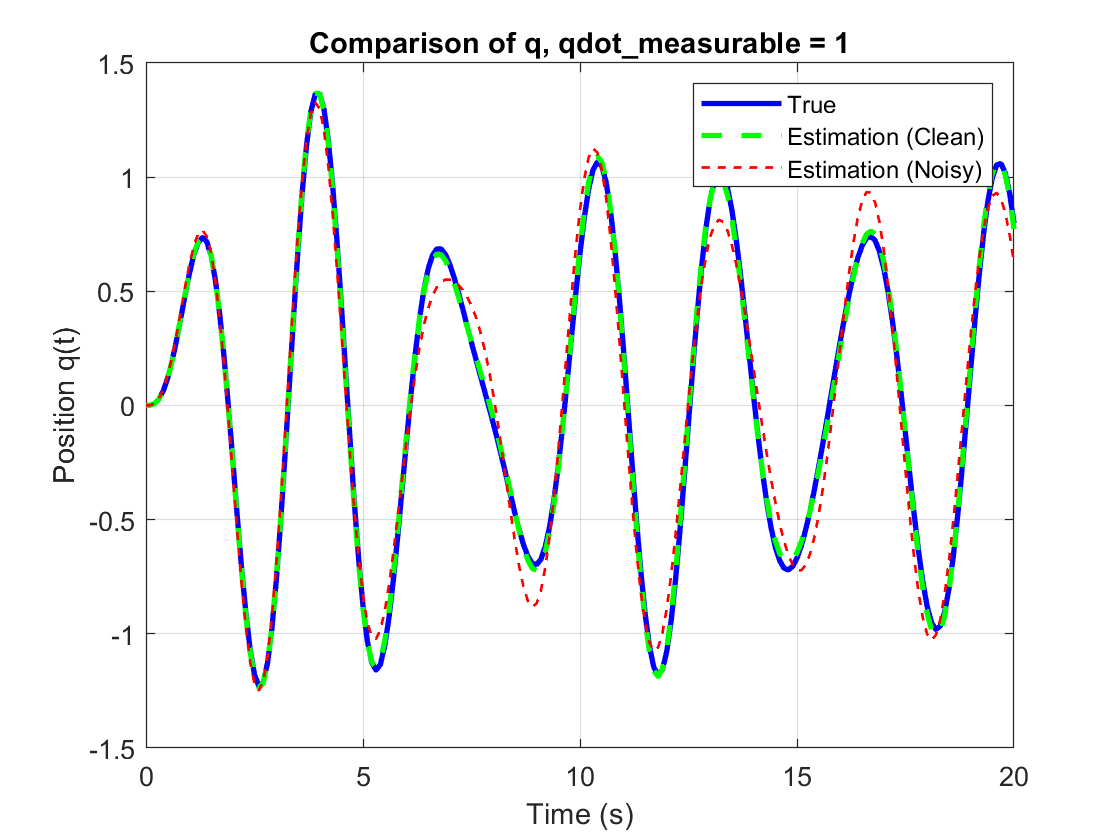 Comparison of q, qdot_measurable = 1
1.5
1
0.5
0
-0.5
-1
-1.5
Position q(t)
True
Estimation (Clean)
Estimation (Noisy)
0 5 10 15 20
Time (s)